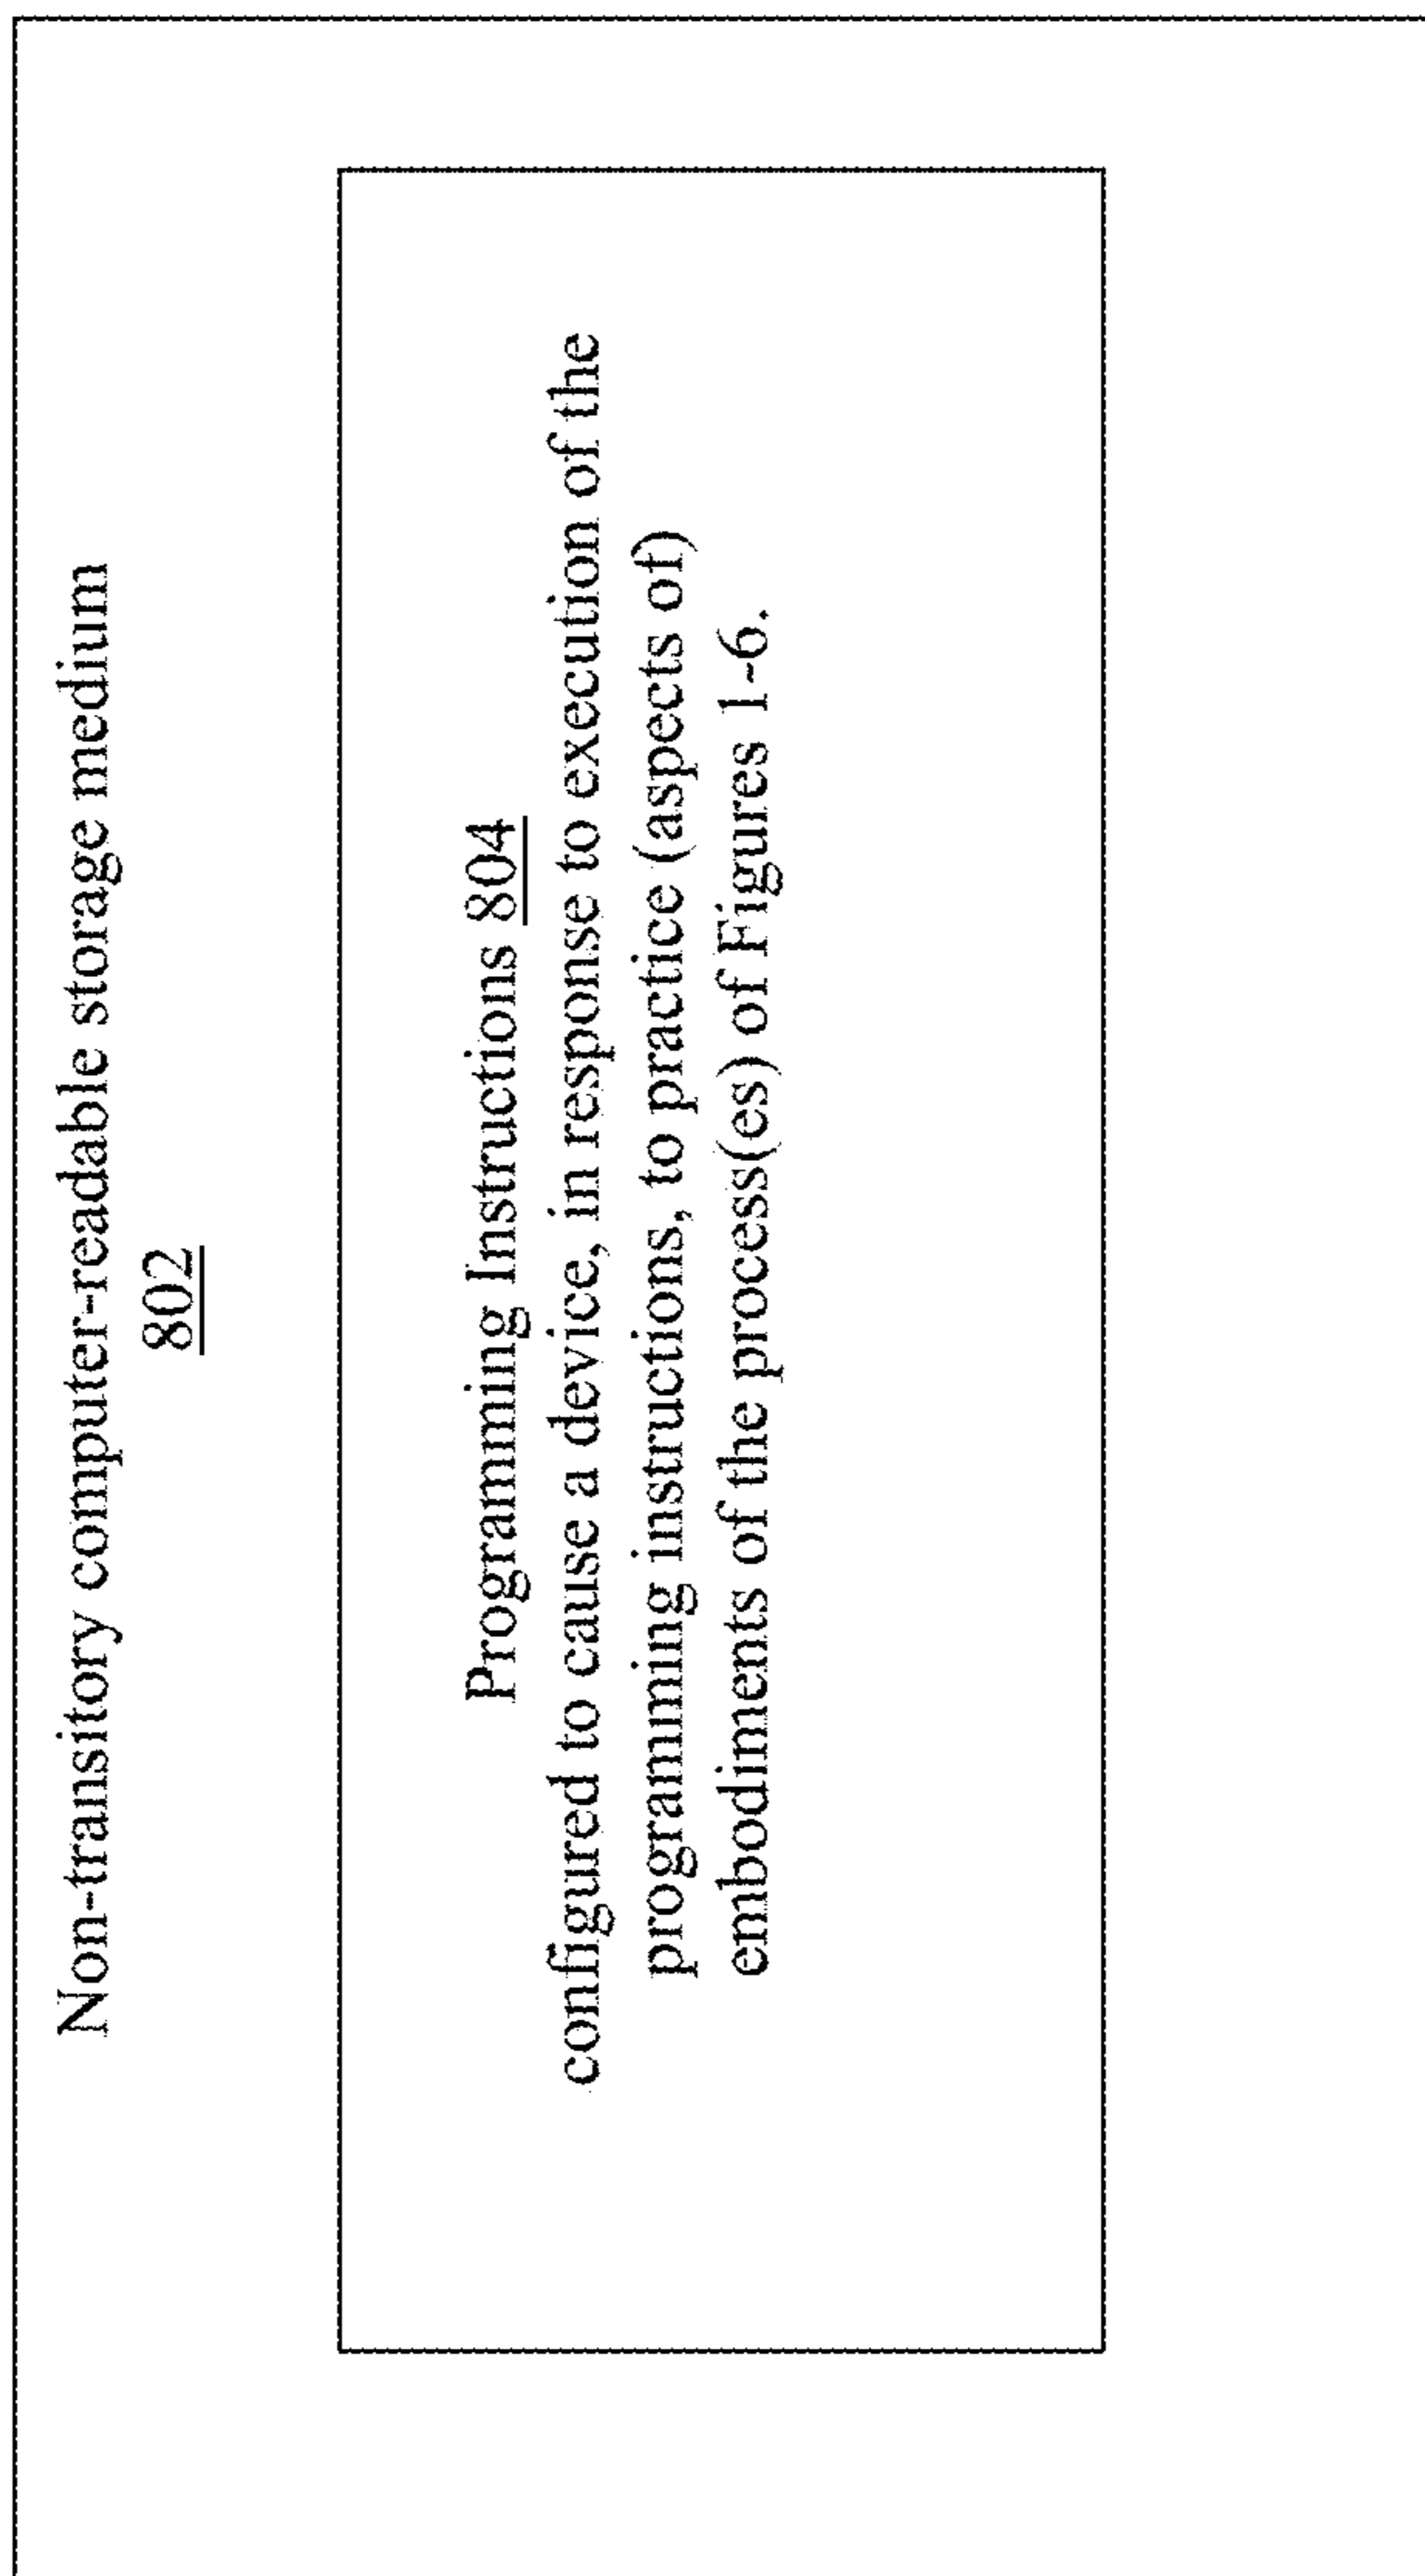 Non-transitory computer-readable storage medium
802
Programming Instructions 804
configured to cause a device, in response to execution of the
programming instructions, to practice (aspects of)
embodiments of the process(es) of Figures 1-6.